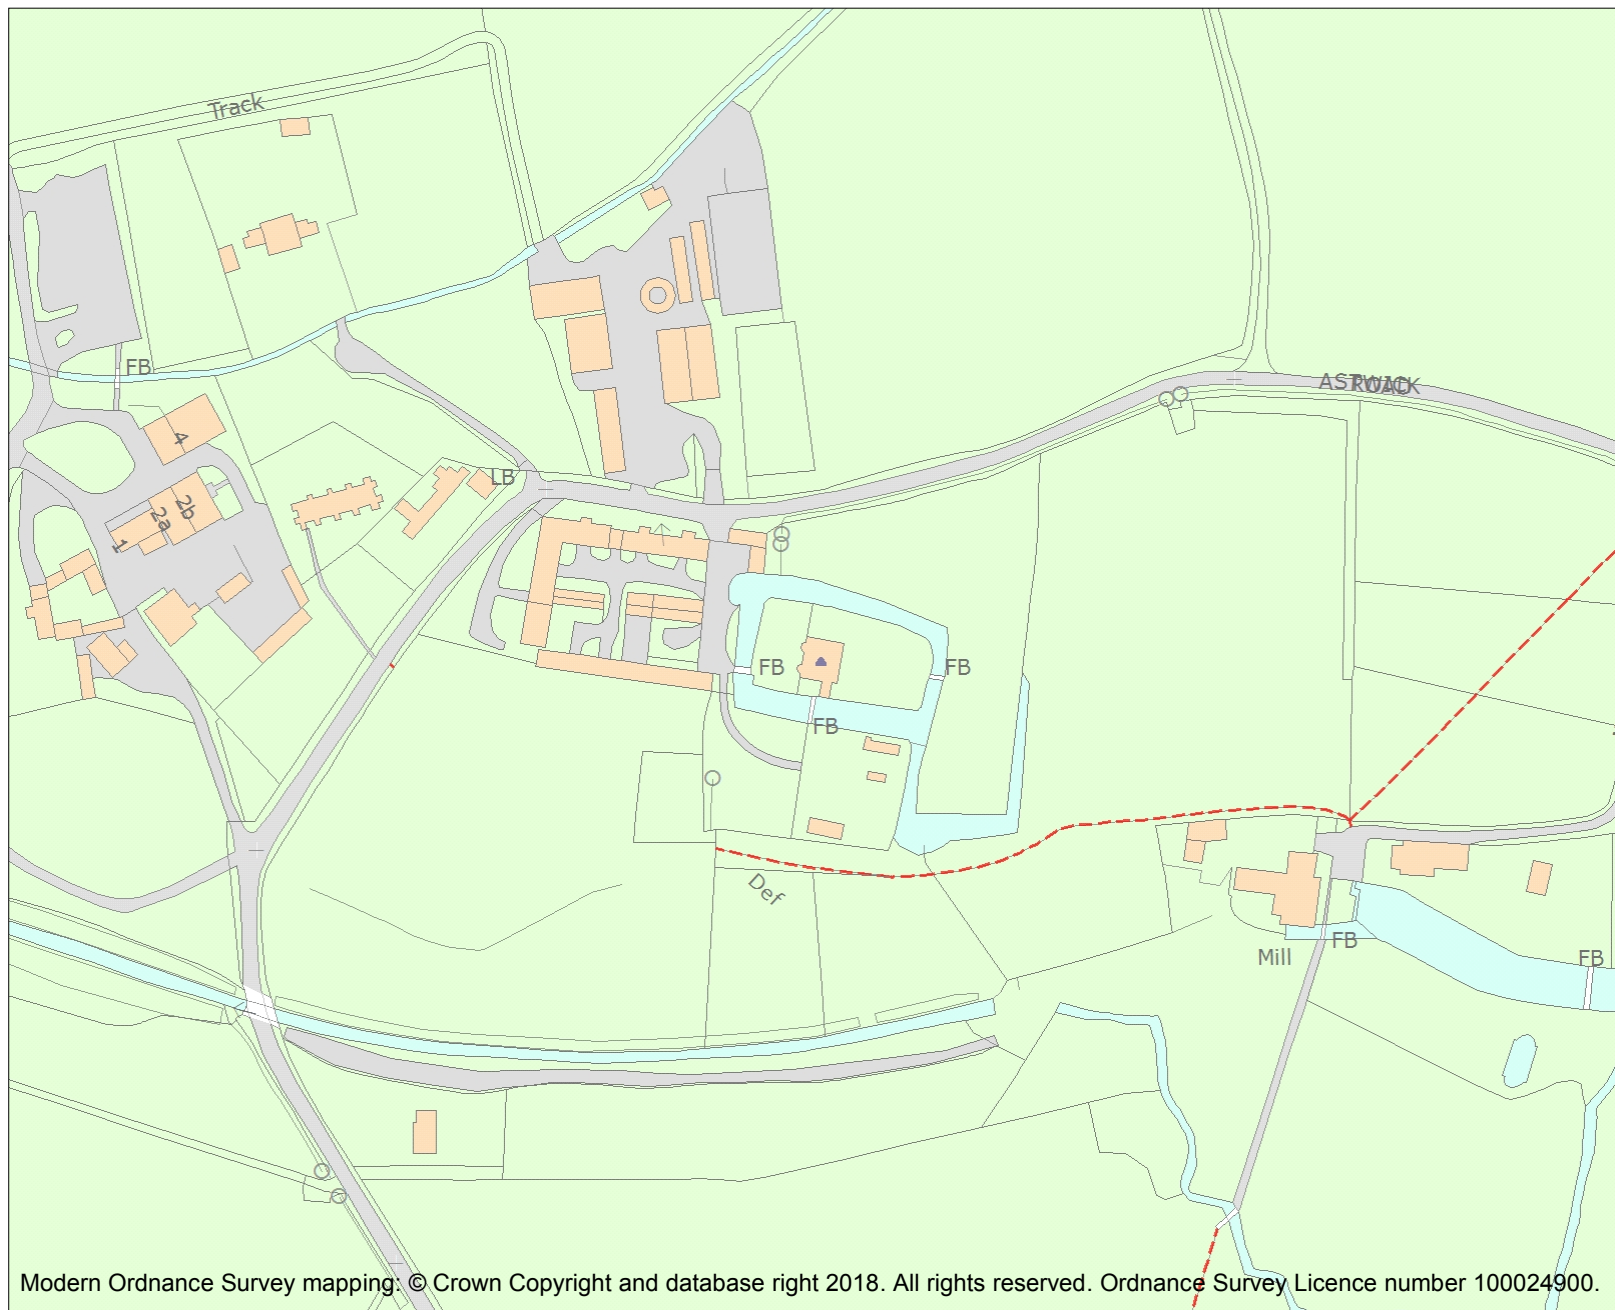 Track
FB
ASTWICK
ROAD
4
LB
2b
2a
1
FB
FB
FB
Def
FB
Mill
FB
Modern Ordnance Survey mapping: © Crown Copyright and database right 2018. All rights reserved. Ordnance Survey Licence number 100024900.